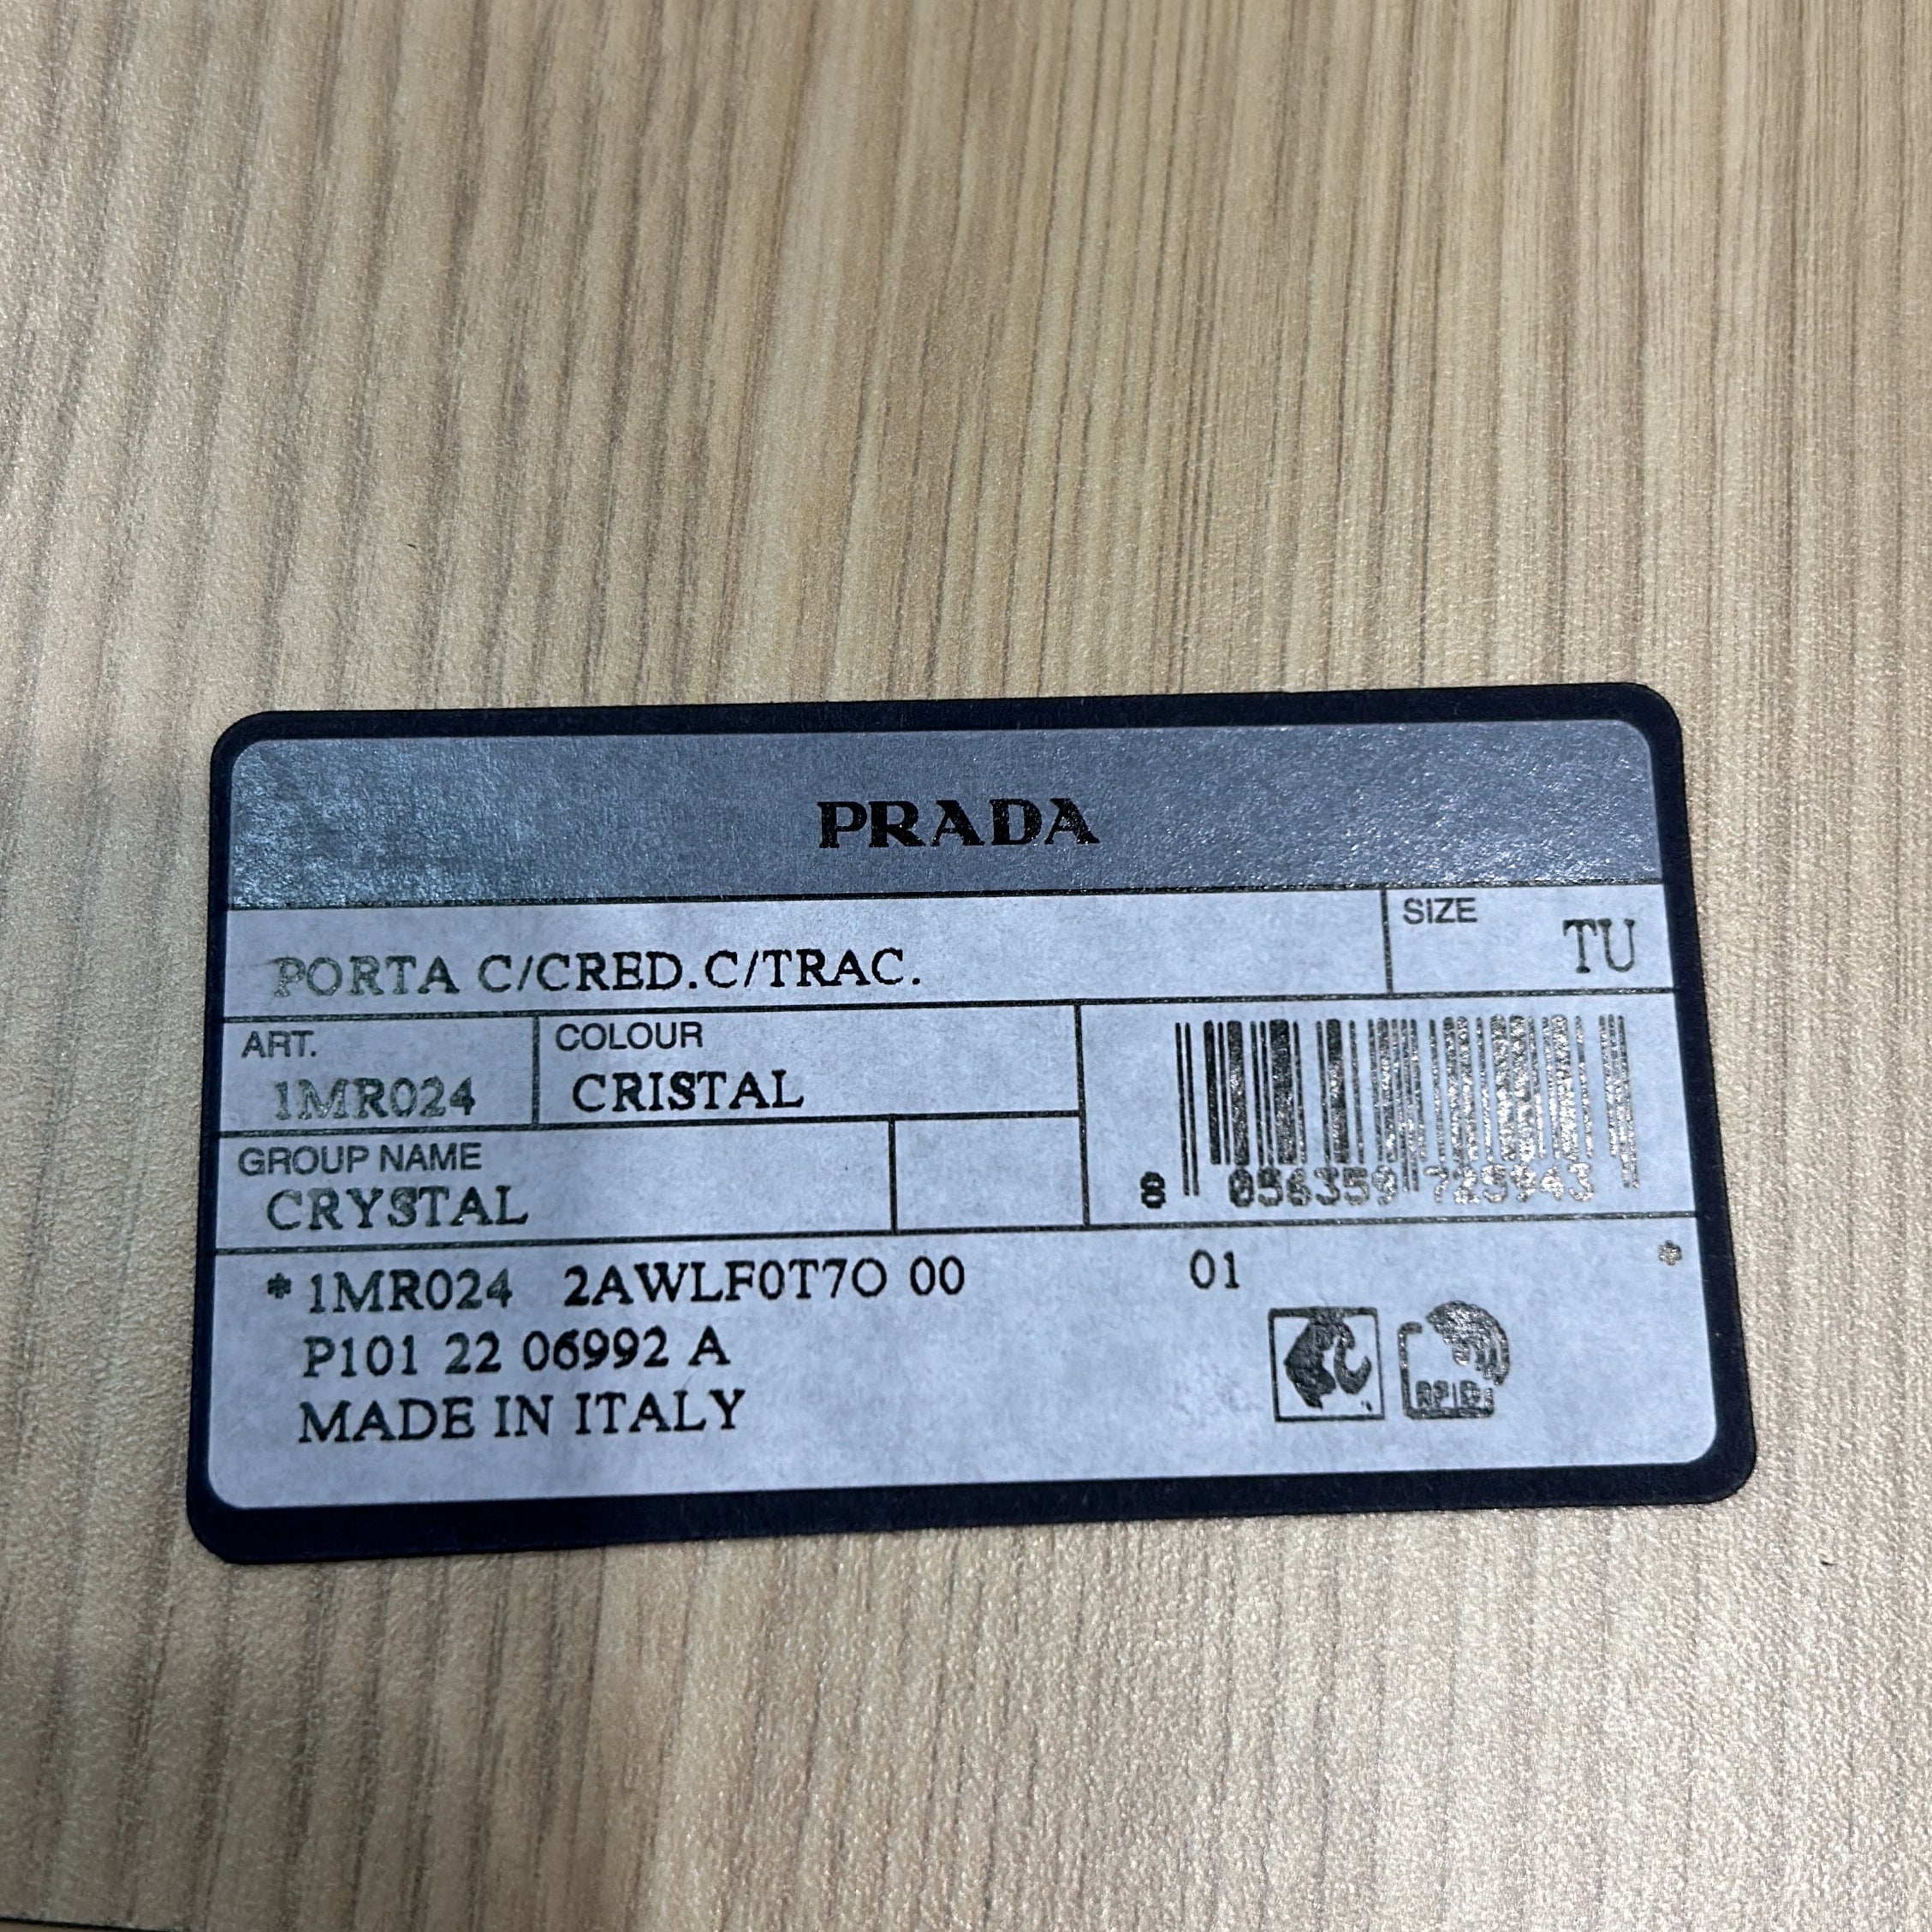 PRADA
PORTA C/CRED.C/TRAC.
SIZE
TU
ART.
1MR024
COLOUR
CRISTAL
GROUP NAME
CRYSTAL
8 056359 725943
* 1MR024 2AWLF0T7O 00 01 *
P101 22 06992 A
MADE IN ITALY